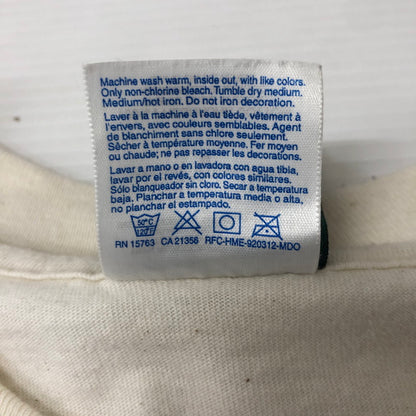 Machine wash warm, inside out, with like colors.
Only non-chlorine bleach. Tumble dry medium.
Medium/hot iron. Do not iron decoration.
Laver à la machine à l'eau tiède, vêtement à
l'envers, avec couleurs semblables. Agent
de blanchiment sans chlore seulement.
Sécher à température moyenne. Fer moyen
ou chaude; ne pas repasser les decorations.
Lavar a mano o en lavadora con agua tibia,
lavar por el revés, con colores similares.
Sólo blanqueador sin cloro. Secar a temperatura
baja. Planchar a temperatura media o alta,
no planchar el estampado.
50°C
122°F
RN 15763 CA 21356 RFC-HME-920312-MDO